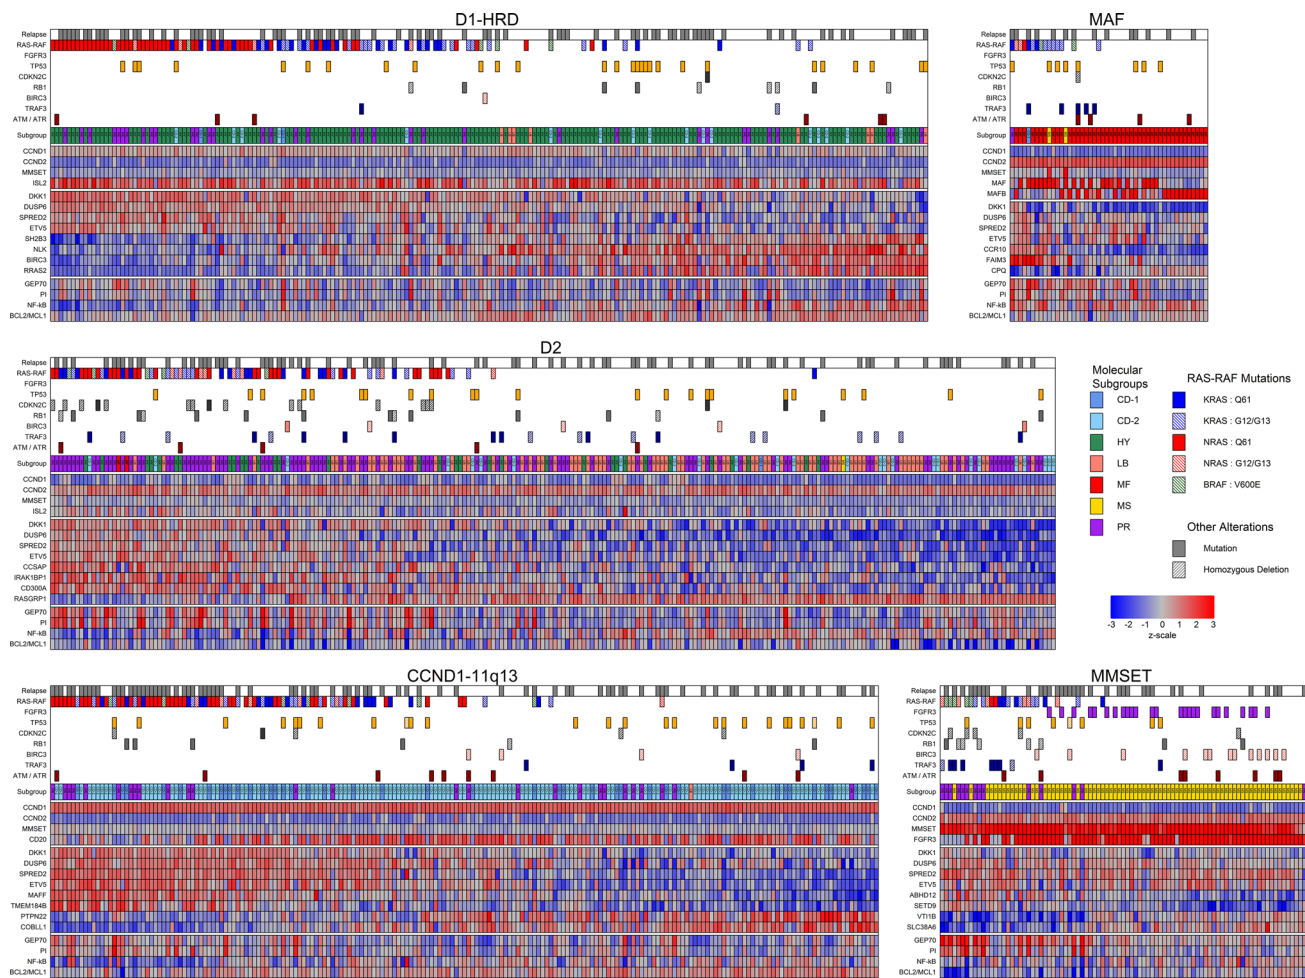 D1-HRD
Relapse
RAS-RAF
FGFR3
TP53
CDKN2C
RB1
BIRC3
TRAF3
ATM / ATR
Subgroup
CCND1
CCND2
MMSET
ISL2
DKK1
DUSP6
SPRED2
ETV5
SH2B3
NLK
BIRC3
RRAS2
GEP70
PI
NF-kB
BCL2/MCL1
MAF
Relapse
RAS-RAF
FGFR3
TP53
CDKN2C
RB1
BIRC3
TRAF3
ATM / ATR
Subgroup
CCND1
CCND2
MMSET
MAF
MAFB
DKK1
DUSP6
SPRED2
ETV5
CCR10
FAIM3
CPQ
GEP70
PI
NF-kB
BCL2/MCL1
D2
Relapse
RAS-RAF
FGFR3
TP53
CDKN2C
RB1
BIRC3
TRAF3
ATM / ATR
Subgroup
CCND1
CCND2
MMSET
ISL2
DKK1
DUSP6
SPRED2
ETV5
CCSAP
IRAK1BP1
CD300A
RASGRP1
GEP70
PI
NF-kB
BCL2/MCL1
Molecular
Subgroups
CD-1
CD-2
HY
LB
MF
MS
PR
RAS-RAF Mutations
KRAS : Q61
KRAS : G12/G13
NRAS : Q61
NRAS : G12/G13
BRAF : V600E
Other Alterations
Mutation
Homozygous Deletion
-3 -2 -1 0 1 2 3
z-scale
CCND1-11q13
Relapse
RAS-RAF
FGFR3
TP53
CDKN2C
RB1
BIRC3
TRAF3
ATM / ATR
Subgroup
CCND1
CCND2
MMSET
CD20
DKK1
DUSP6
SPRED2
ETV5
MAFF
TMEM184B
PTPN22
COBLL1
GEP70
PI
NF-kB
BCL2/MCL1
MMSET
Relapse
RAS-RAF
FGFR3
TP53
CDKN2C
RB1
BIRC3
TRAF3
ATM / ATR
Subgroup
CCND1
CCND2
MMSET
FGFR3
DKK1
DUSP6
SPRED2
ETV5
ABHD12
SETD9
VTI1B
SLC38A6
GEP70
PI
NF-kB
BCL2/MCL1